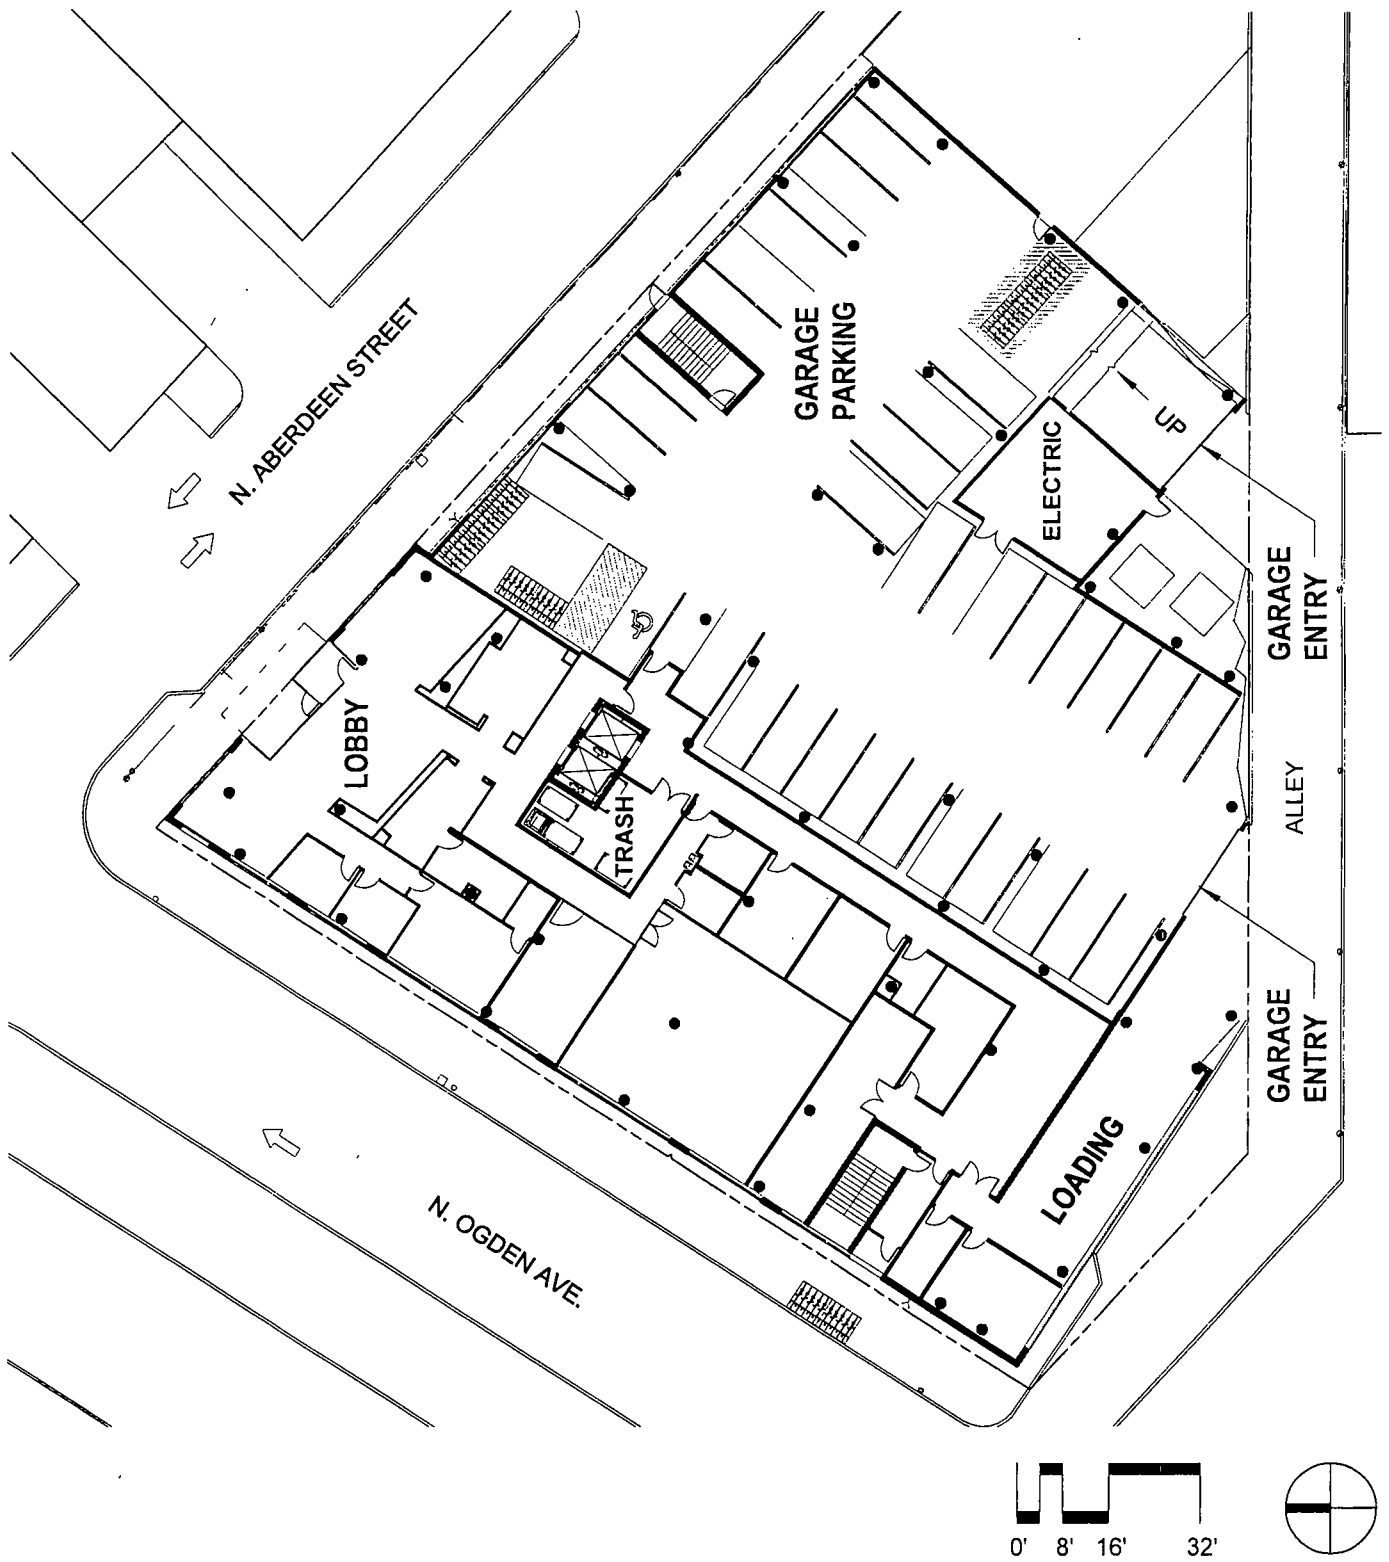 N. ABERDEEN STREET
GARAGE
PARKING
UP
ELECTRIC
GARAGE
ENTRY
LOBBY
TRASH
ALLEY
GARAGE
ENTRY
LOADING
N. OGDEN AVE.
0' 8' 16' 32'